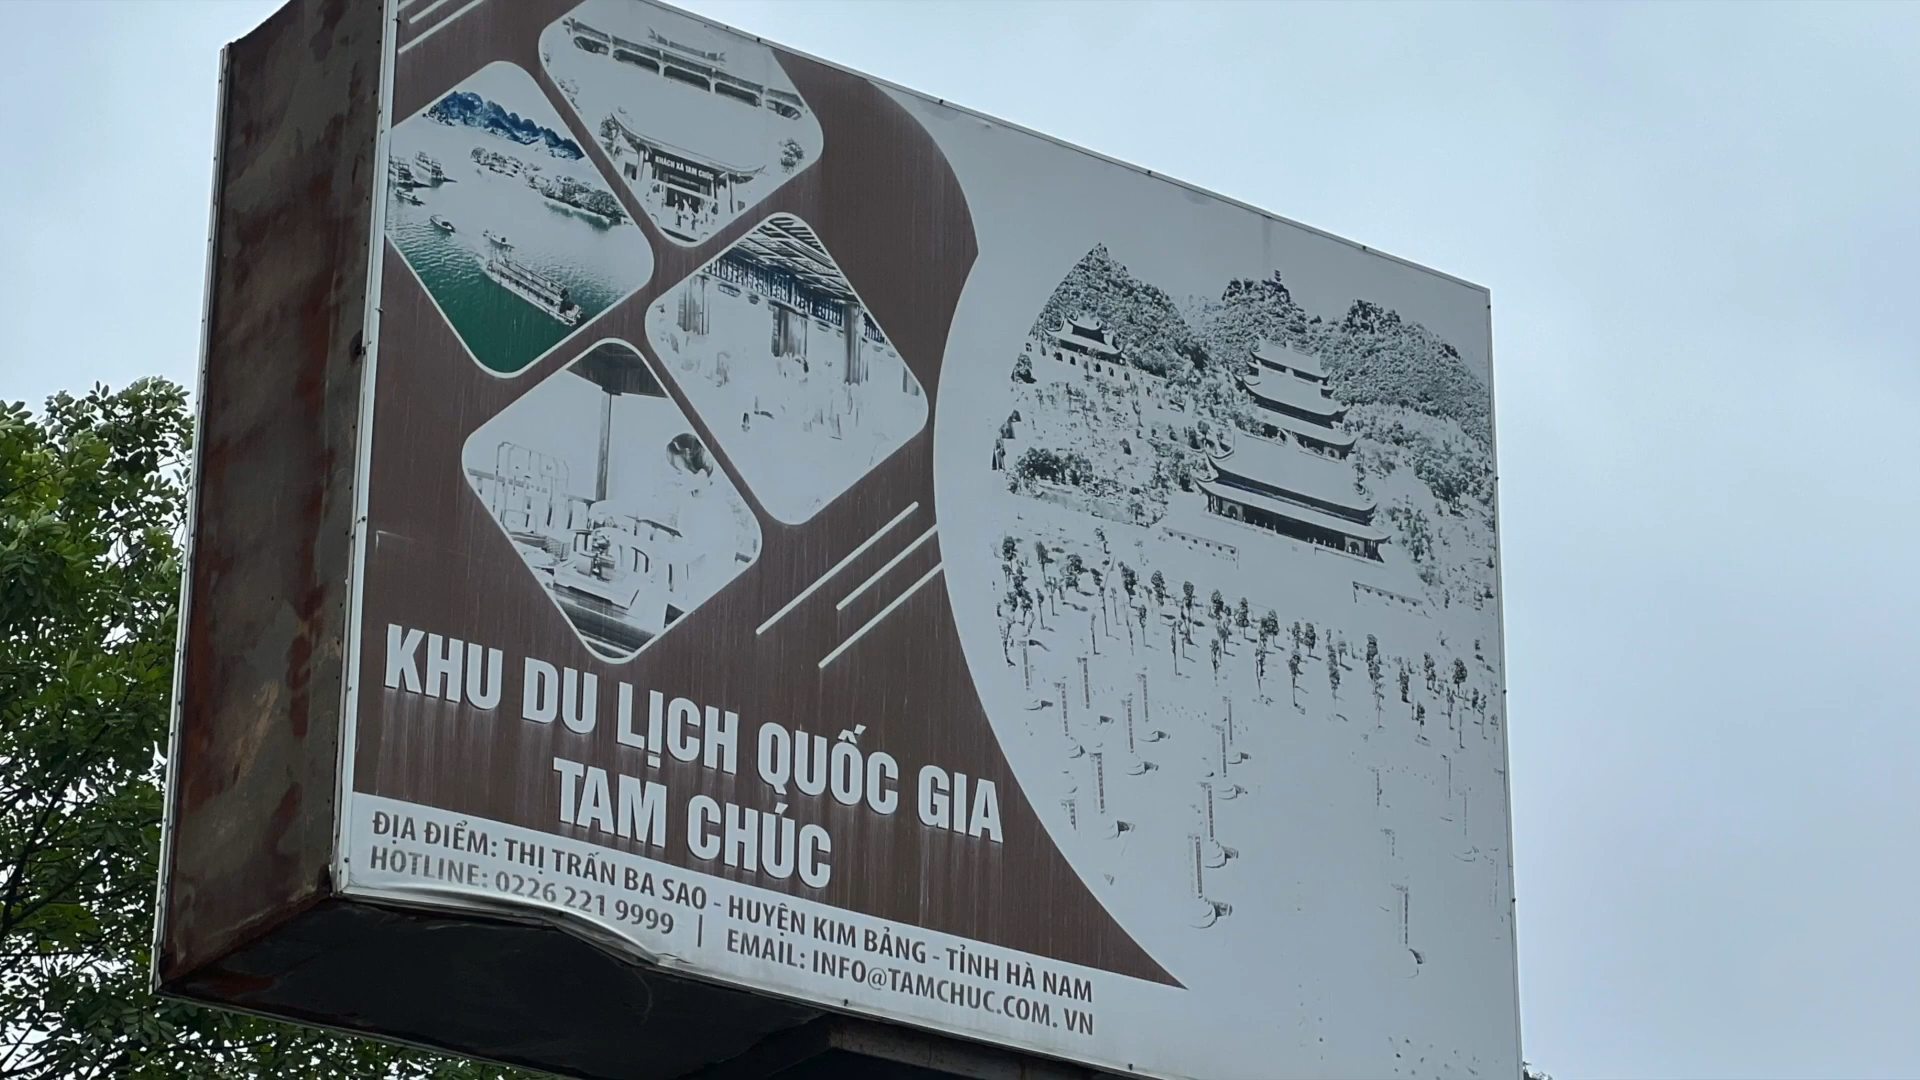 KHÁCH XÁ TAM CHÚC
KHU DU LỊCH QUỐC GIA
TAM CHÚC
ĐỊA ĐIỂM: THỊ TRẤN BA SAO - HUYỆN KIM BẢNG - TỈNH HÀ NAM
HOTLINE: 0226 221 9999 | EMAIL: INFO@TAMCHUC.COM. VN